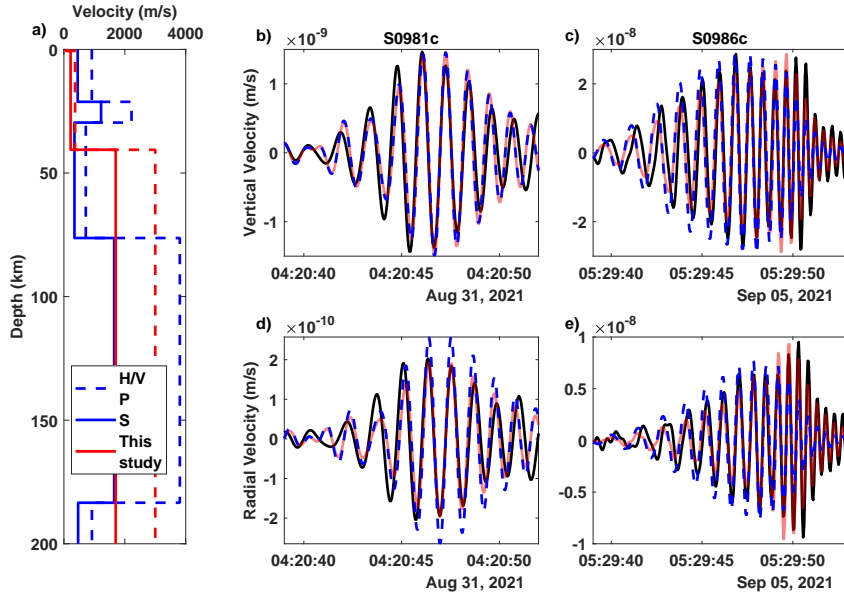 Velocity (m/s)
a)
0
2000
4000
0
50
100
150
200
Depth (km)
H/V
P
S
This
study
b)
×10⁻⁹
S0981c
1
0
-1
Vertical Velocity (m/s)
04:20:40
04:20:45
04:20:50
Aug 31, 2021
c)
×10⁻⁸
S0986c
2
0
-2
05:29:40
05:29:45
05:29:50
Sep 05, 2021
d)
×10⁻¹⁰
2
1
0
-1
-2
Radial Velocity (m/s)
04:20:40
04:20:45
04:20:50
Aug 31, 2021
e)
×10⁻⁸
1
0.5
0
-0.5
-1
05:29:40
05:29:45
05:29:50
Sep 05, 2021